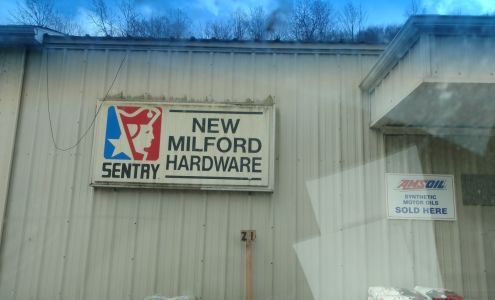 NEW
MILFORD
HARDWARE
SENTRY
AMSOIL
SYNTHETIC
MOTOR OILS
SOLD HERE